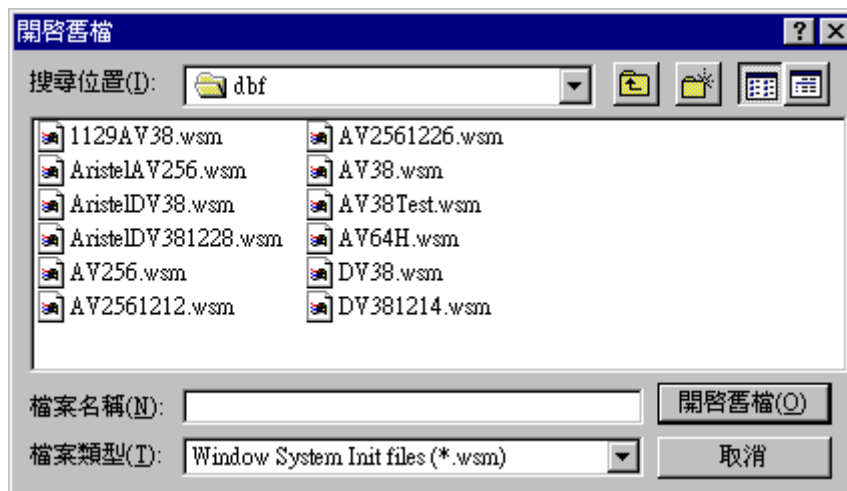 開啓舊檔
搜尋位置(I): dbf
1129AV38.wsm AV2561226.wsm
AristelAV256.wsm AV38.wsm
AristelDV38.wsm AV38Test.wsm
AristelDV381228.wsm AV64H.wsm
AV256.wsm DV38.wsm
AV2561212.wsm DV381214.wsm
檔案名稱(N): 開啓舊檔(O)
檔案類型(T): Window System Init files (*.wsm) 取消